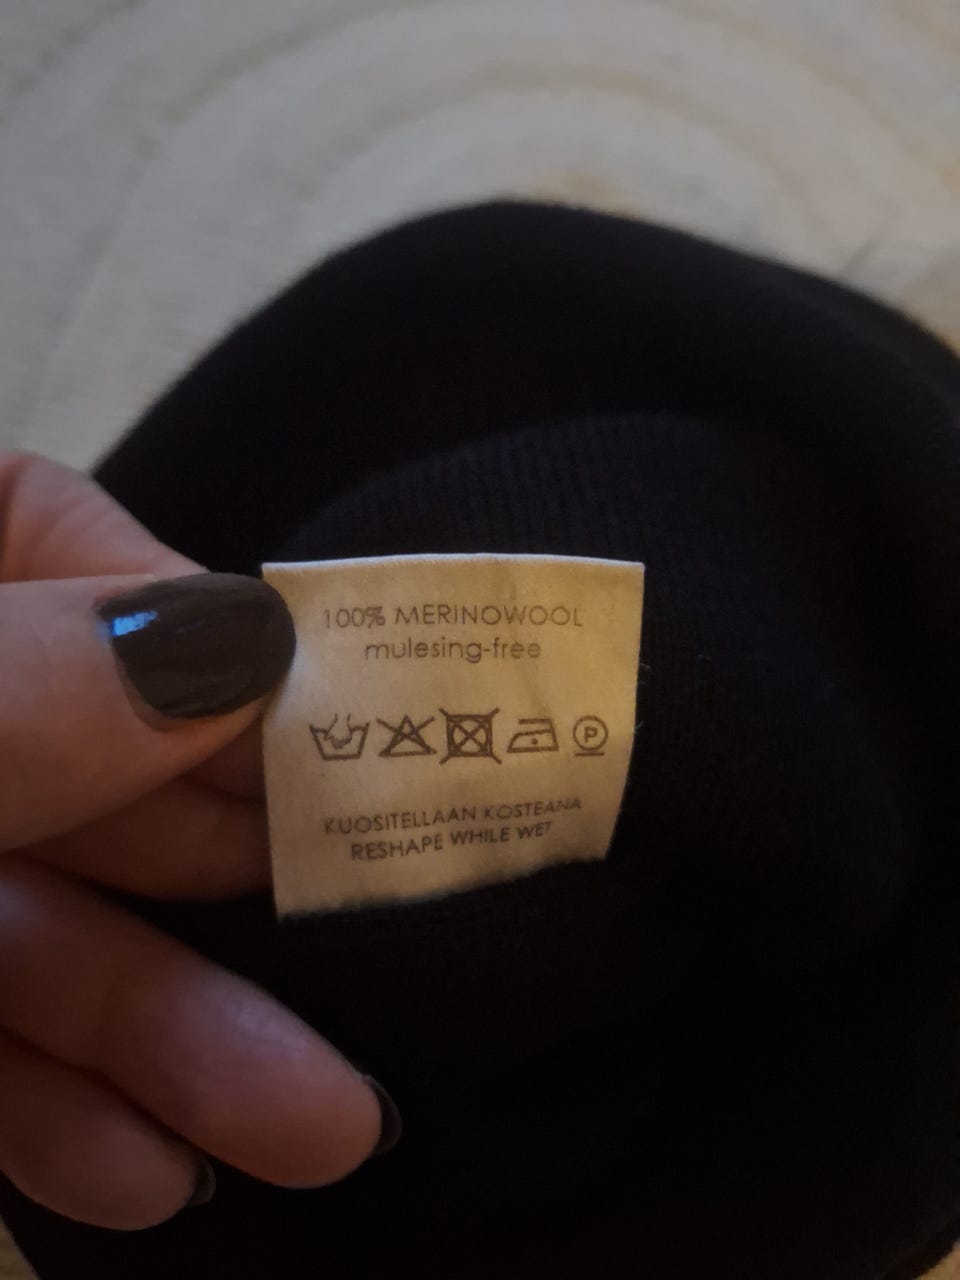 100% MERINOWOOL
mulesing-free
P
KUOSITELLAAN KOSTEANA
RESHAPE WHILE WET